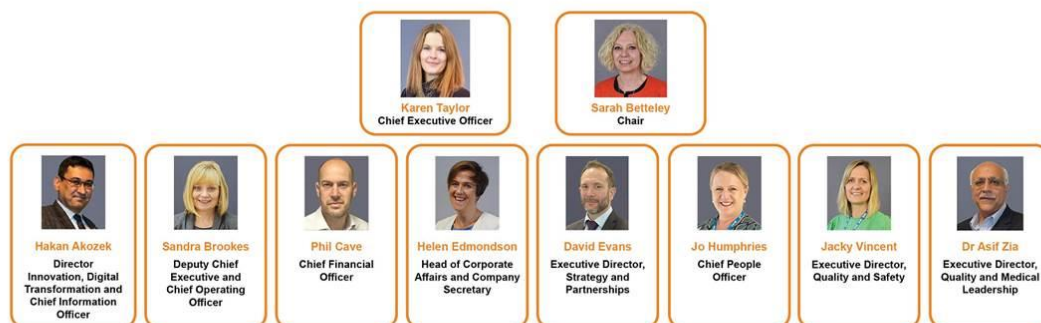 Karen Taylor
Chief Executive Officer
Sarah Betteley
Chair
Hakan Akozek
Director
Innovation, Digital
Transformation and
Chief Information
Officer
Sandra Brookes
Deputy Chief
Executive and
Chief Operating
Officer
Phil Cave
Chief Financial
Officer
Helen Edmondson
Head of Corporate
Affairs and Company
Secretary
David Evans
Executive Director,
Strategy and
Partnerships
Jo Humphries
Chief People
Officer
Jacky Vincent
Executive Director,
Quality and Safety
Dr Asif Zia
Executive Director,
Quality and Medical
Leadership